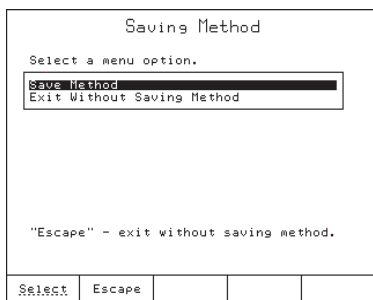 Saving Method
Select a menu option.
Save Method
Exit Without Saving Method
"Escape" - exit without saving method.
Select Escape